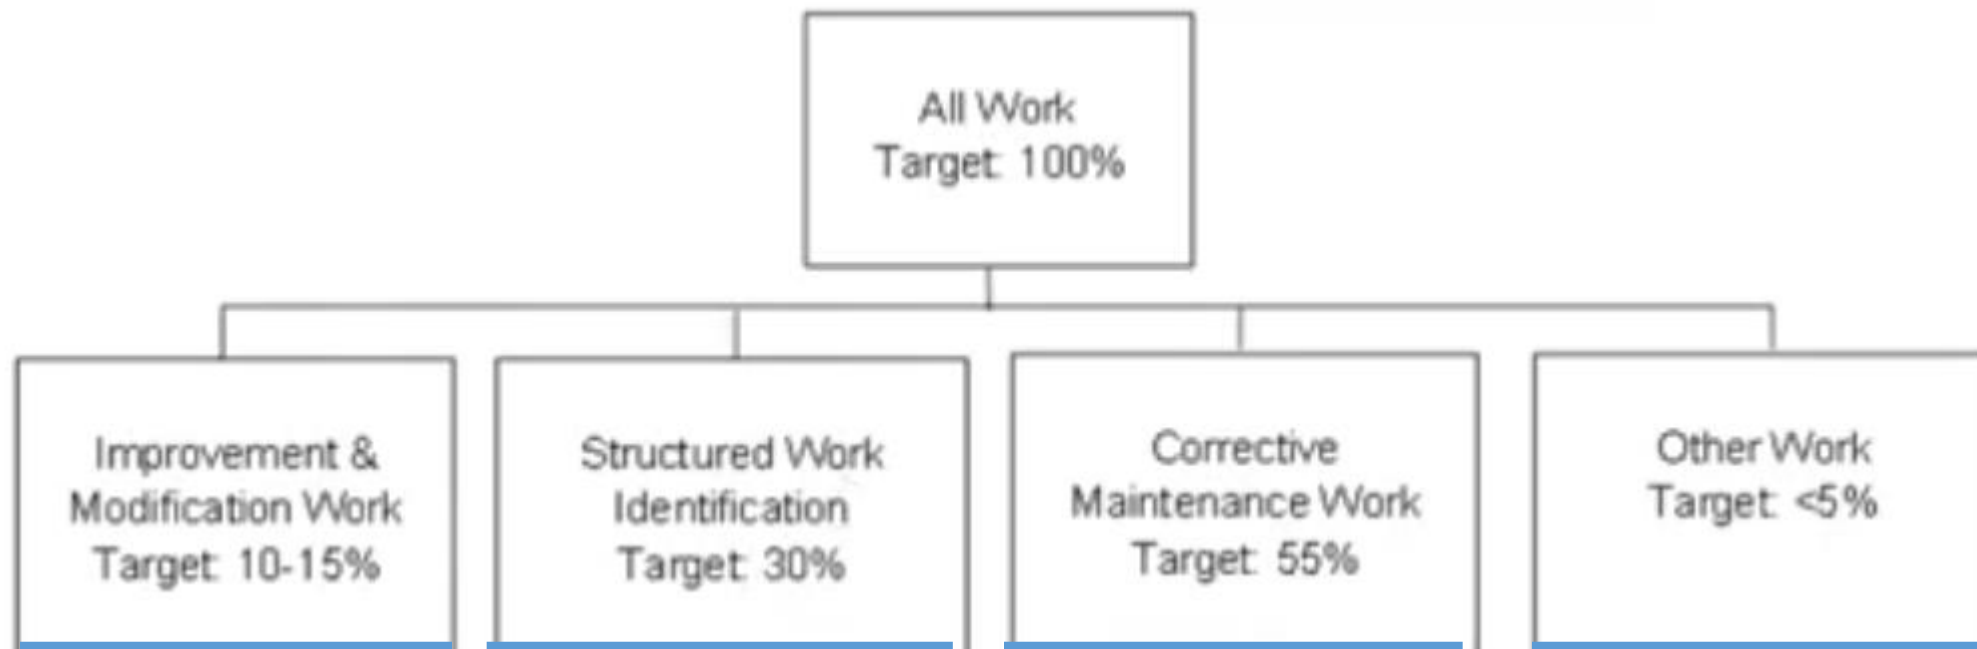 All Work
Target: 100%
Improvement &
Modification Work
Target: 10-15%
Structured Work
Identification
Target: 30%
Corrective
Maintenance Work
Target: 55%
Other Work
Target: <5%